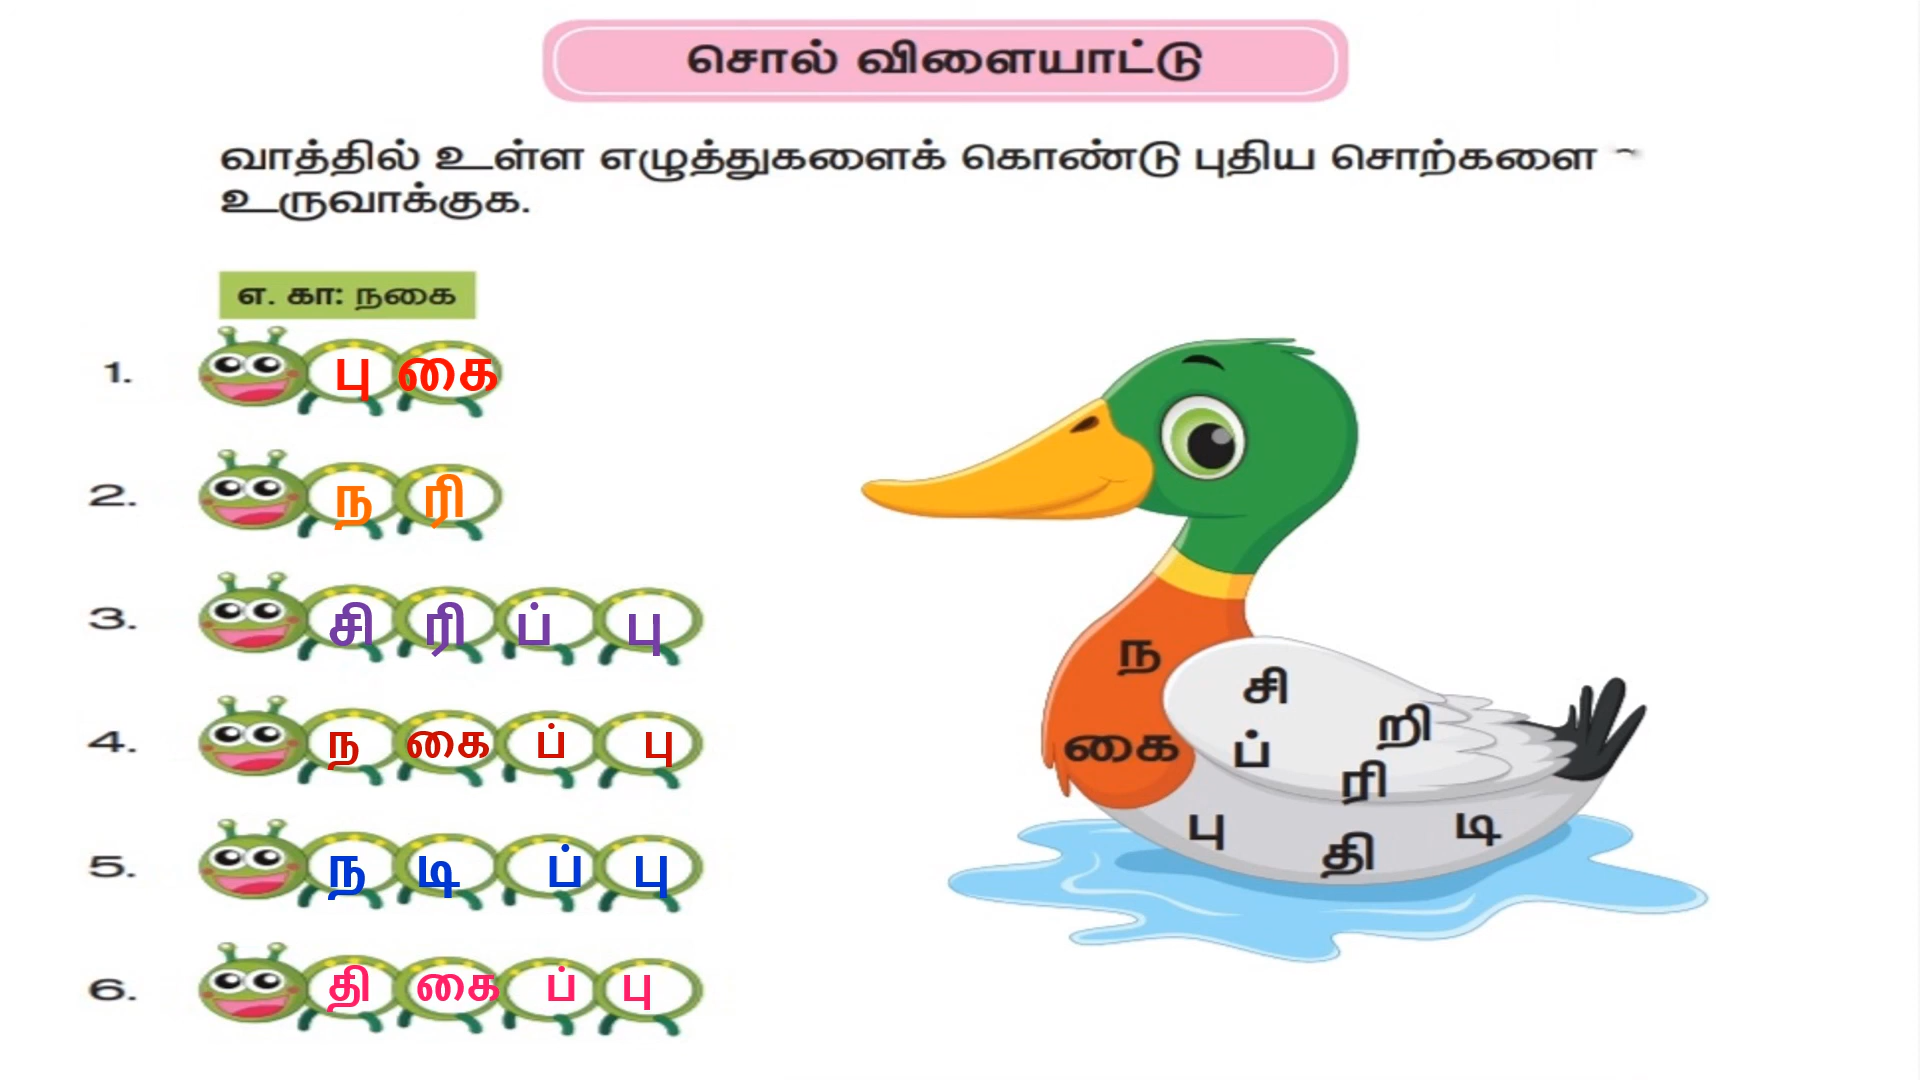 சொல் விளையாட்டு
வாத்தில் உள்ள எழுத்துகளைக் கொண்டு புதிய சொற்களை
உருவாக்குக.
எ. கா: நகை
1. பு கை
2. ந ரி
3. சி ரி ப் பு
4. ந கை ப் பு
5. ந டி ப் பு
6. தி கை ப் பு
ந
சி
றி
கை
ப்
ரி
பு
தி
டி